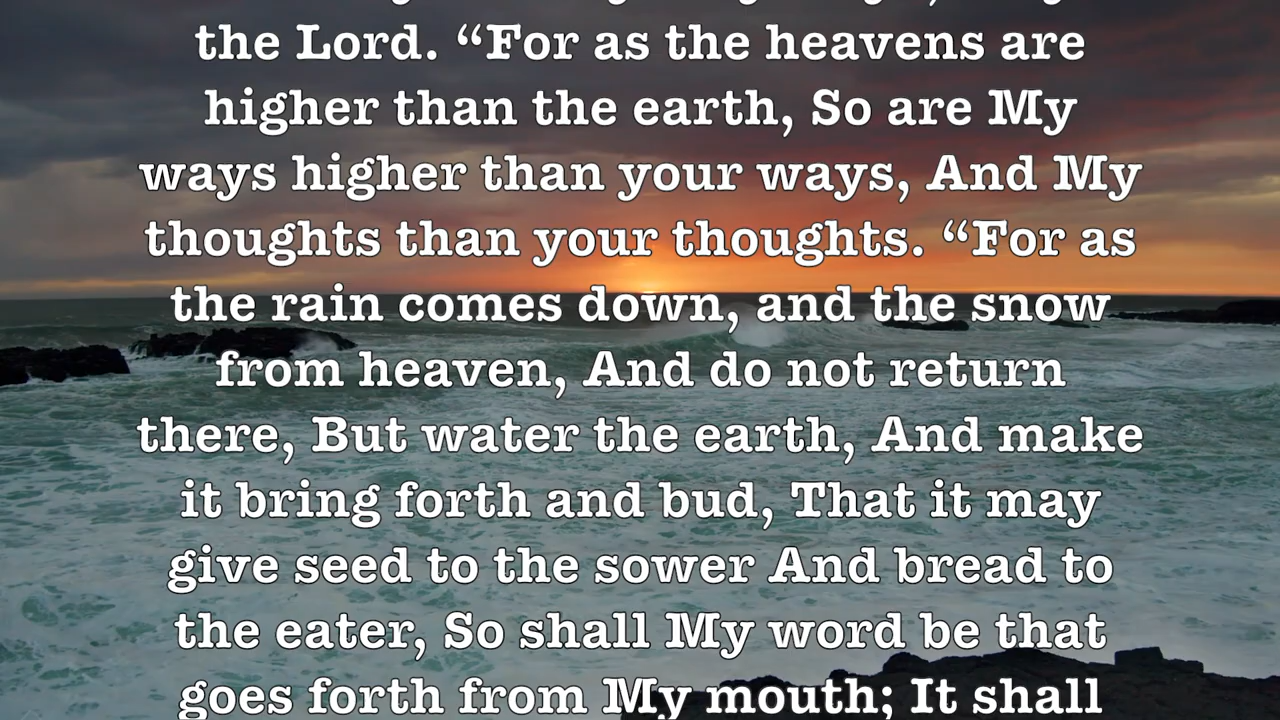 the Lord. “For as the heavens are
higher than the earth, So are My
ways higher than your ways, And My
thoughts than your thoughts. “For as
the rain comes down, and the snow
from heaven, And do not return
there, But water the earth, And make
it bring forth and bud, That it may
give seed to the sower And bread to
the eater, So shall My word be that
goes forth from My mouth; It shall